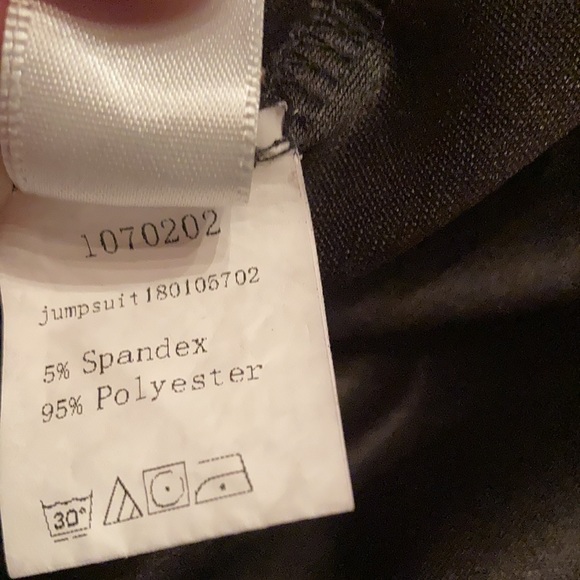 1070202
jumpsuit180105702
5% Spandex
95% Polyester
30°